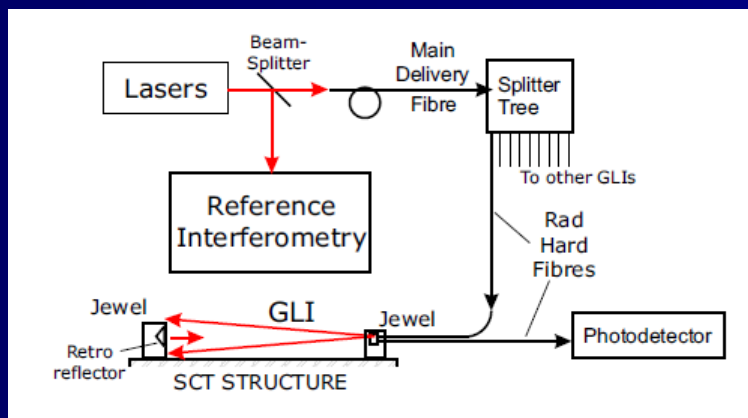 Beam-
Splitter
Lasers
Main
Delivery
Fibre
Splitter
Tree
To other GLIs
Reference
Interferometry
Rad
Hard
Fibres
Jewel
GLI
Jewel
Retro
reflector
Photodetector
SCT STRUCTURE